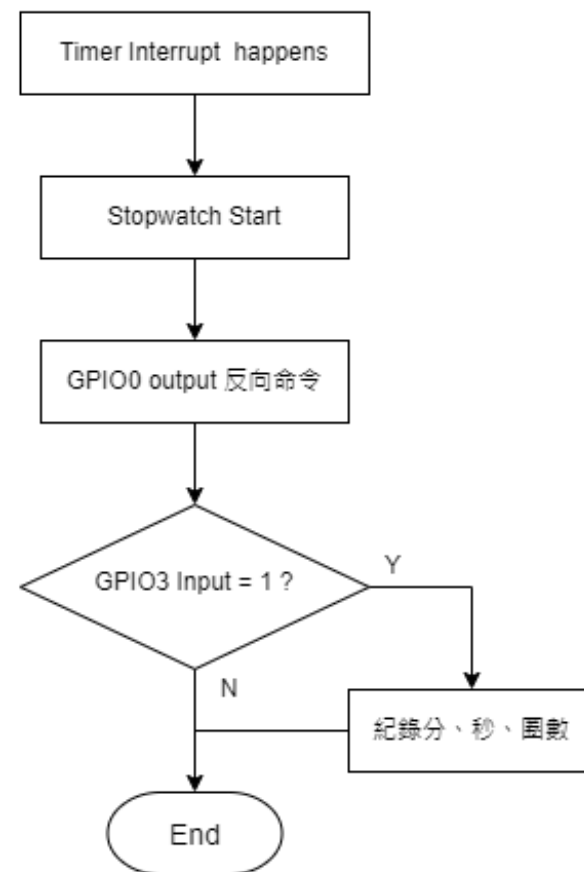 Timer Interrupt happens
Stopwatch Start
GPIO0 output 反向命令
GPIO3 Input = 1 ?
Y
N
紀錄分、秒、圈數
End